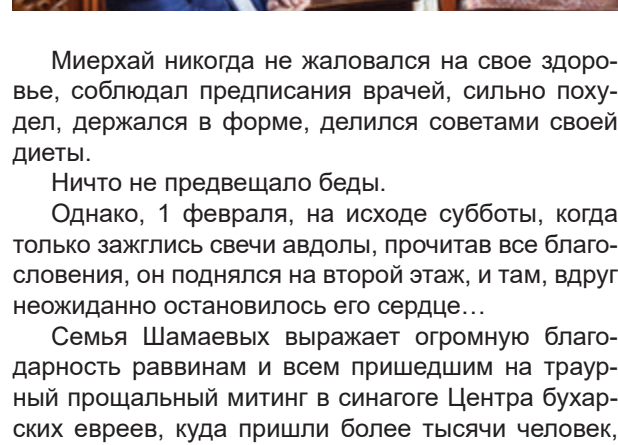 Миерхай никогда не жаловался на свое здоро-
вье, соблюдал предписания врачей, сильно поху-
дел, держался в форме, делился советами своей
диеты.
Ничто не предвещало беды.
Однако, 1 февраля, на исходе субботы, когда
только зажглись свечи авдолы, прочитав все благо-
словения, он поднялся на второй этаж, и там, вдруг
неожиданно остановилось его сердце…
Семья Шамаевых выражает огромную благо-
дарность раввинам и всем пришедшим на траур-
ный прощальный митинг в синагоге Центра бухар-
ских евреев, куда пришли более тысячи человек,